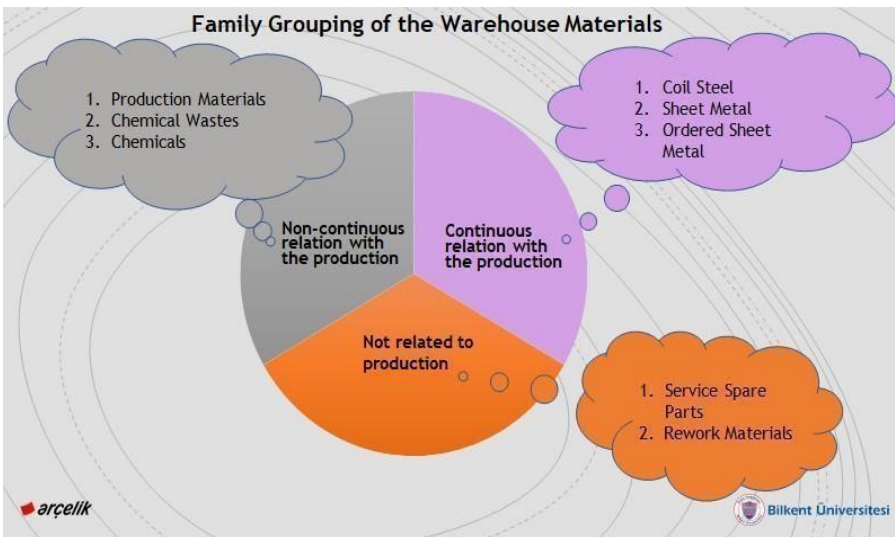 Family Grouping of the Warehouse Materials
1. Production Materials
2. Chemical Wastes
3. Chemicals
1. Coil Steel
2. Sheet Metal
3. Ordered Sheet
Metal
Non-continuous
relation with
the production
Continuous
relation with
the production
Not related to
production
1. Service Spare
Parts
2. Rework Materials
arçelik
Bilkent Üniversitesi